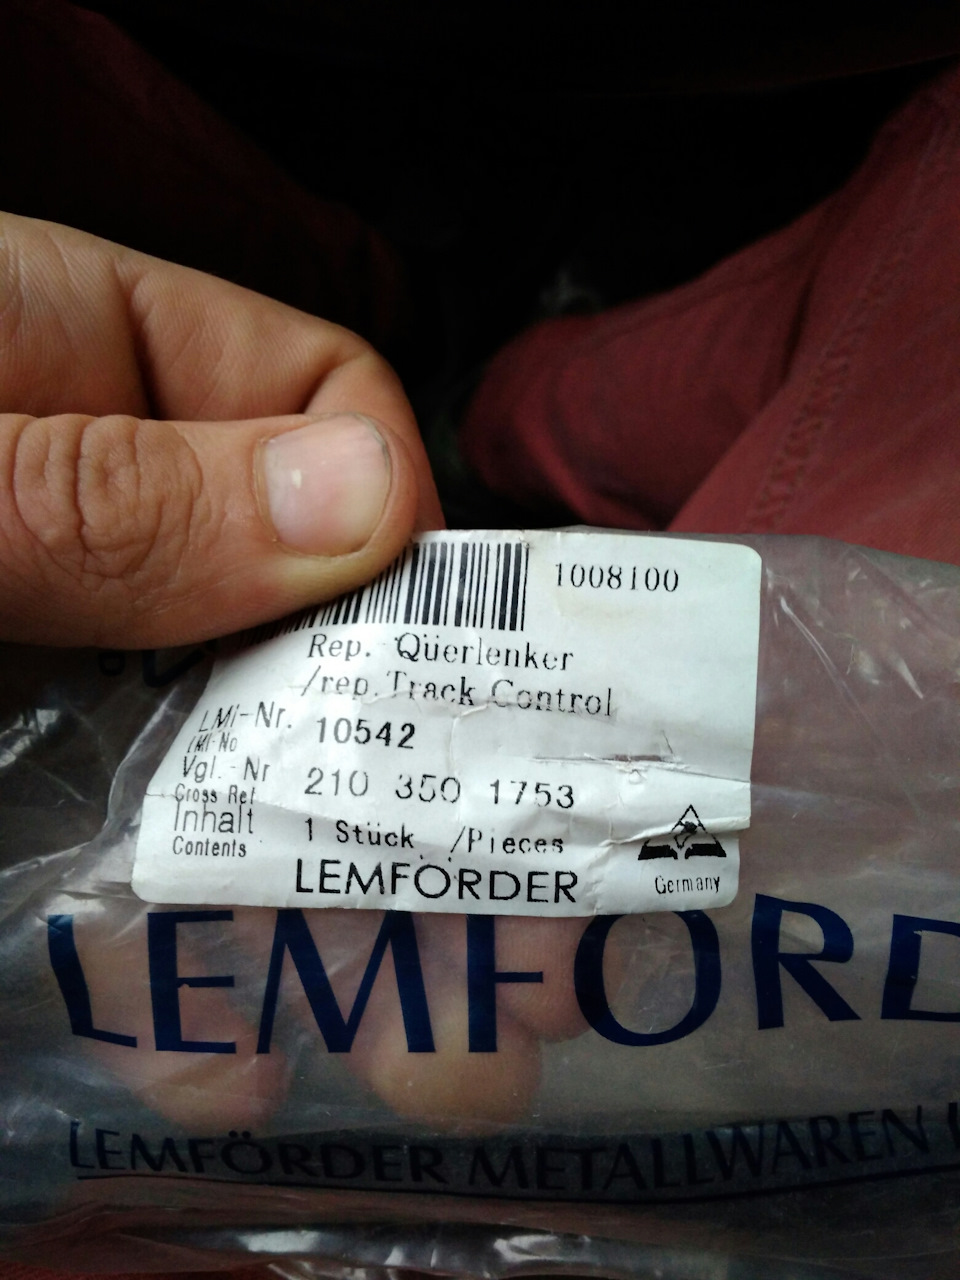 1008100
Rep. Querlenker
/rep. Track Control
LMI-Nr. 10542
LMI-No
Vgl.-Nr 210 350 1753
Cross Ref
Inhalt 1 Stück /Pieces
Contents
LEMFÖRDER
Germany
LEMFÖRD
LEMFÖRDER METALLWAREN